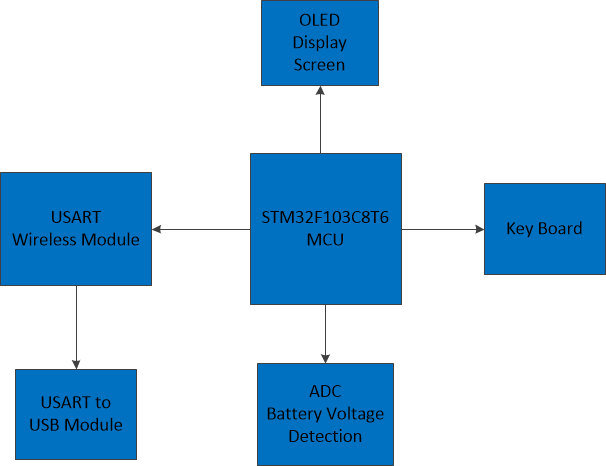 OLED
Display
Screen
STM32F103C8T6
MCU
USART
Wireless Module
Key Board
USART to
USB Module
ADC
Battery Voltage
Detection